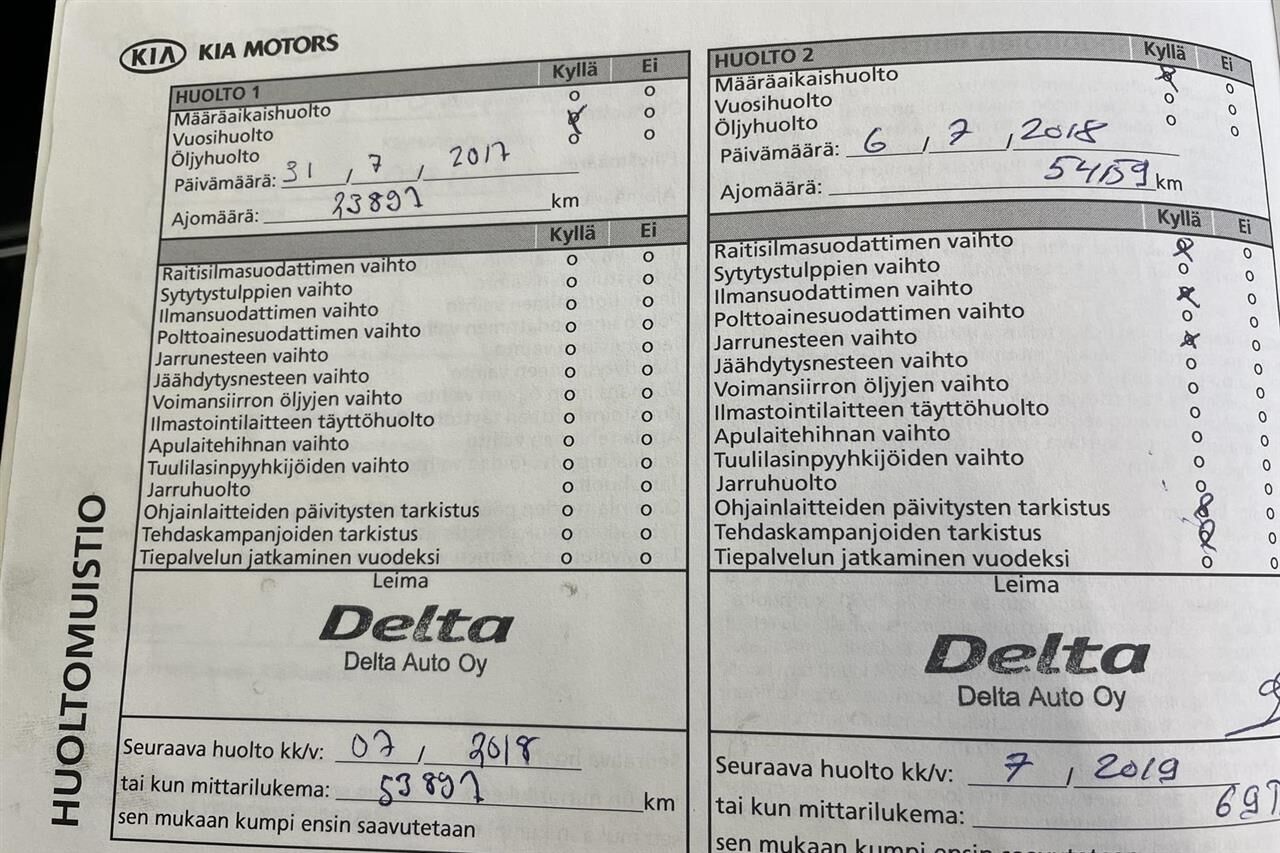 KIA KIA MOTORS
HUOLTO 1 Kyllä Ei
Määräaikaishuolto
Vuosihuolto
Öljyhuolto
Päivämäärä: 31 , 7 , 2017
Ajomäärä: 23897 km
Kyllä Ei
Raitisilmasuodattimen vaihto
Sytytystulppien vaihto
Ilmansuodattimen vaihto
Polttoainesuodattimen vaihto
Jarrunesteen vaihto
Jäähdytysnesteen vaihto
Voimansiirron öljyjen vaihto
Ilmastointilaitteen täyttöhuolto
Apulaitehihnan vaihto
Tuulilasinpyyhkijöiden vaihto
Jarruhuolto
Ohjainlaitteiden päivitysten tarkistus
Tehdaskampanjoiden tarkistus
Tiepalvelun jatkaminen vuodeksi
Leima
Delta
Delta Auto Oy
Seuraava huolto kk/v: 07 / 2018
tai kun mittarilukema: 53897 km
sen mukaan kumpi ensin saavutetaan
HUOLTO 2 Kyllä Ei
Määräaikaishuolto
Vuosihuolto
Öljyhuolto
Päivämäärä: 6 , 7 , 2018
Ajomäärä: 54159 km
Kyllä Ei
Raitisilmasuodattimen vaihto
Sytytystulppien vaihto
Ilmansuodattimen vaihto
Polttoainesuodattimen vaihto
Jarrunesteen vaihto
Jäähdytysnesteen vaihto
Voimansiirron öljyjen vaihto
Ilmastointilaitteen täyttöhuolto
Apulaitehihnan vaihto
Tuulilasinpyyhkijöiden vaihto
Jarruhuolto
Ohjainlaitteiden päivitysten tarkistus
Tehdaskampanjoiden tarkistus
Tiepalvelun jatkaminen vuodeksi
Leima
Delta
Delta Auto Oy
Seuraava huolto kk/v: 7 / 2019
tai kun mittarilukema:
sen mukaan kumpi ensin saavutetaan
HUOLTOMUISTIO